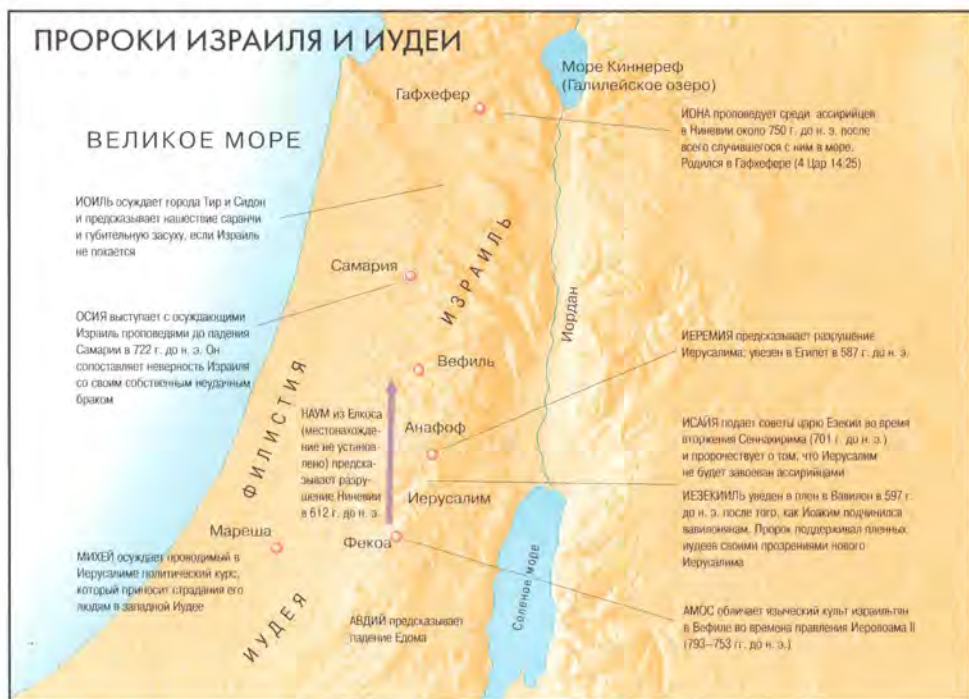 ПРОРОКИ ИЗРАИЛЯ И ИУДЕИ
Море Киннереф
(Галилейское озеро)
Гафхефер
ВЕЛИКОЕ МОРЕ
ИОНА проповедует среди ассирийцев
в Ниневии около 750 г. до н. э. после
всего случившегося с ним в море.
Родился в Гафхефере (4 Цар 14:25)
ИОИЛЬ осуждает города Тир и Сидон
и предсказывает нашествие саранчи
и губительную засуху, если Израиль
не покается
Самария
ИЗРАИЛЬ
Иордан
ОСИЯ выступает с осуждающими
Израиль проповедями до падения
Самарии в 722 г. до н. э. Он
сопоставляет неверность Израиля
со своим собственным неудачным
браком
ИЕРЕМИЯ предсказывает разрушение
Иерусалима; увезен в Египет в 587 г. до н. э.
Вефиль
ФИЛИСТИЯ
НАУМ из Елкоса
(местонахожде-
ние не установ-
лено) предска-
зывает разру-
шение Ниневии
в 612 г. до н. э.
Анафоф
ИСАЙЯ подает советы царю Езекии во время
вторжения Сеннахирима (701 г. до н. э.)
и пророчествует о том, что Иерусалим
не будет завоеван ассирийцами
Иерусалим
ИЕЗЕКИИЛЬ уведен в плен в Вавилон в 597 г.
до н. э. после того, как Иоаким подчинился
вавилонянам. Пророк поддерживал пленных
иудеев своими прозрениями нового
Иерусалима
Мареша
Фекоа
МИХЕЙ осуждает проводимый в
Иерусалиме политический курс,
который приносит страдания его
людям в западной Иудее
ИУДЕЯ
АВДИЙ предсказывает
падение Едома
Соленое море
АМОС обличает языческий культ израильтян
в Вефиле во времена правления Иеровоама II
(793–753 гг. до н. э.)